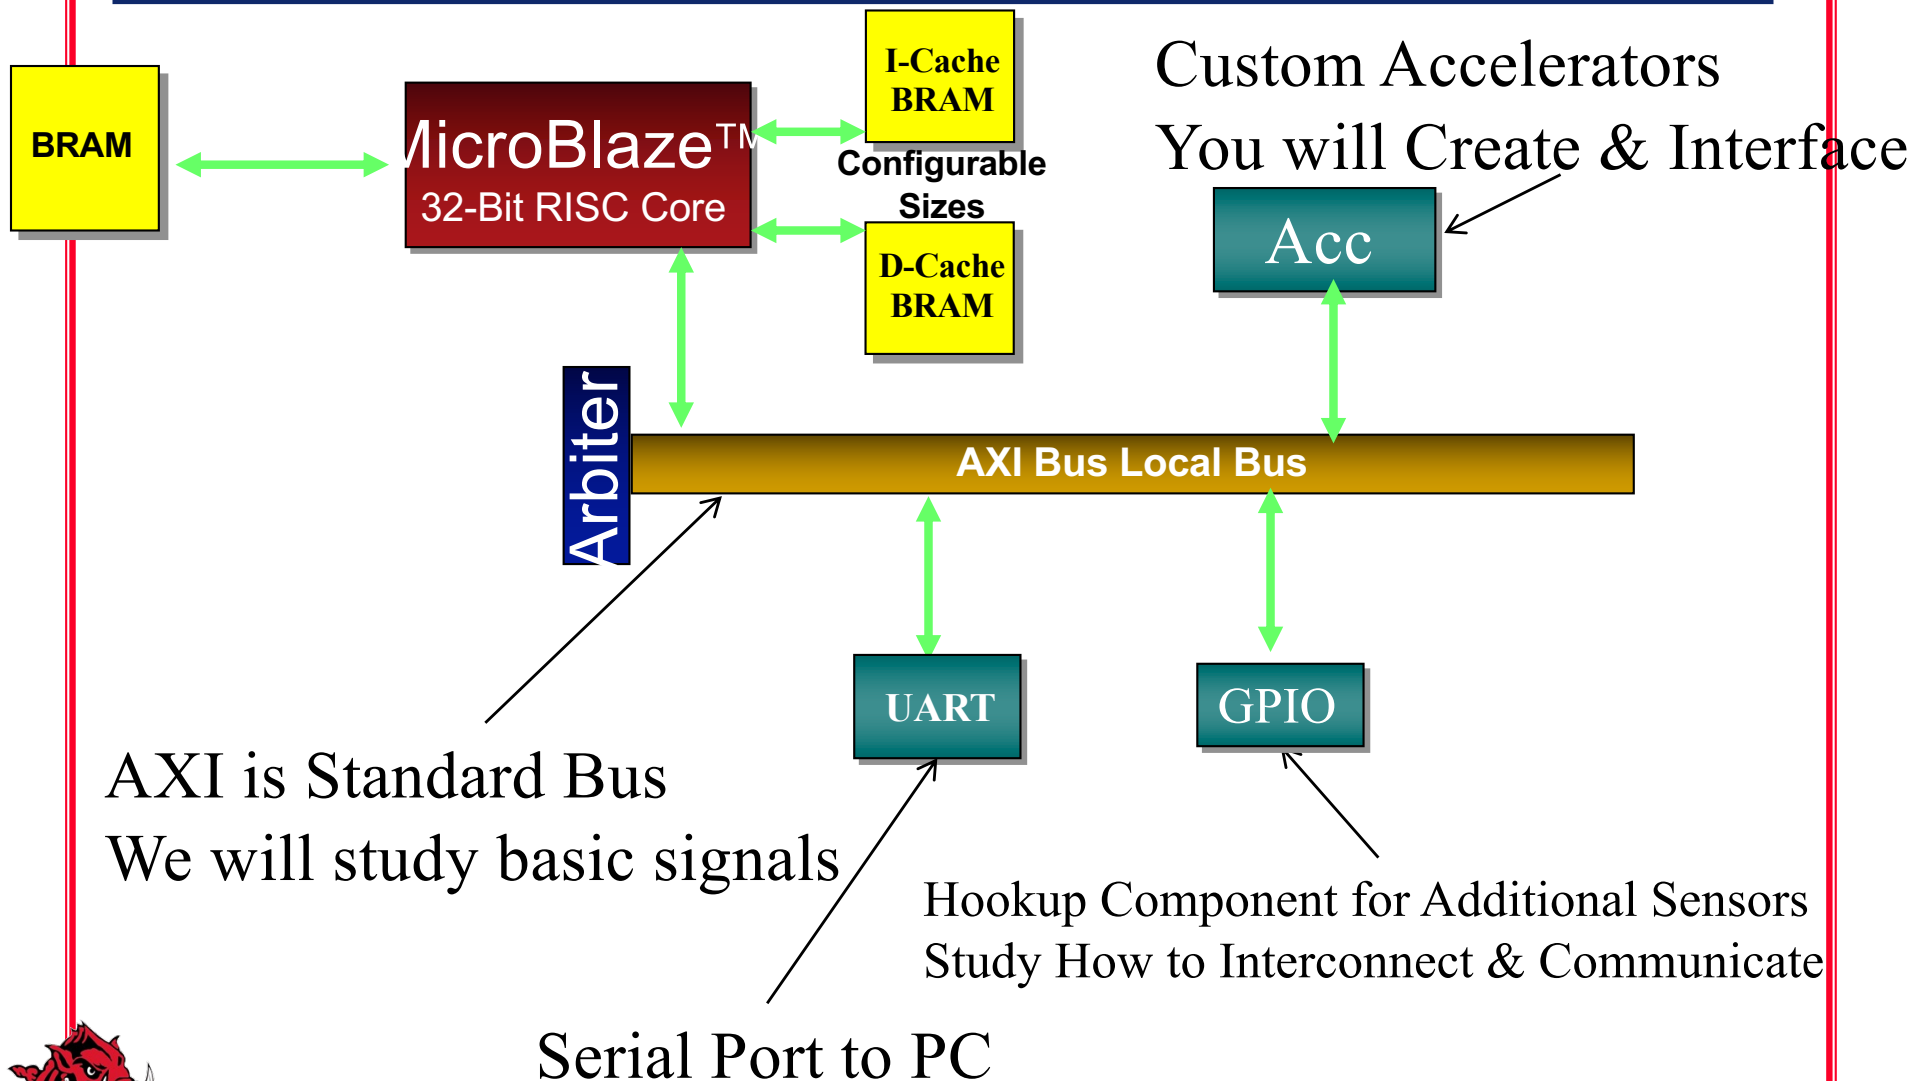 I-Cache
BRAM
Custom Accelerators
You will Create & Interface
BRAM
MicroBlaze™
32-Bit RISC Core
Configurable
Sizes
D-Cache
BRAM
Acc
Arbiter
AXI Bus Local Bus
UART
GPIO
AXI is Standard Bus
We will study basic signals
Hookup Component for Additional Sensors
Study How to Interconnect & Communicate
Serial Port to PC